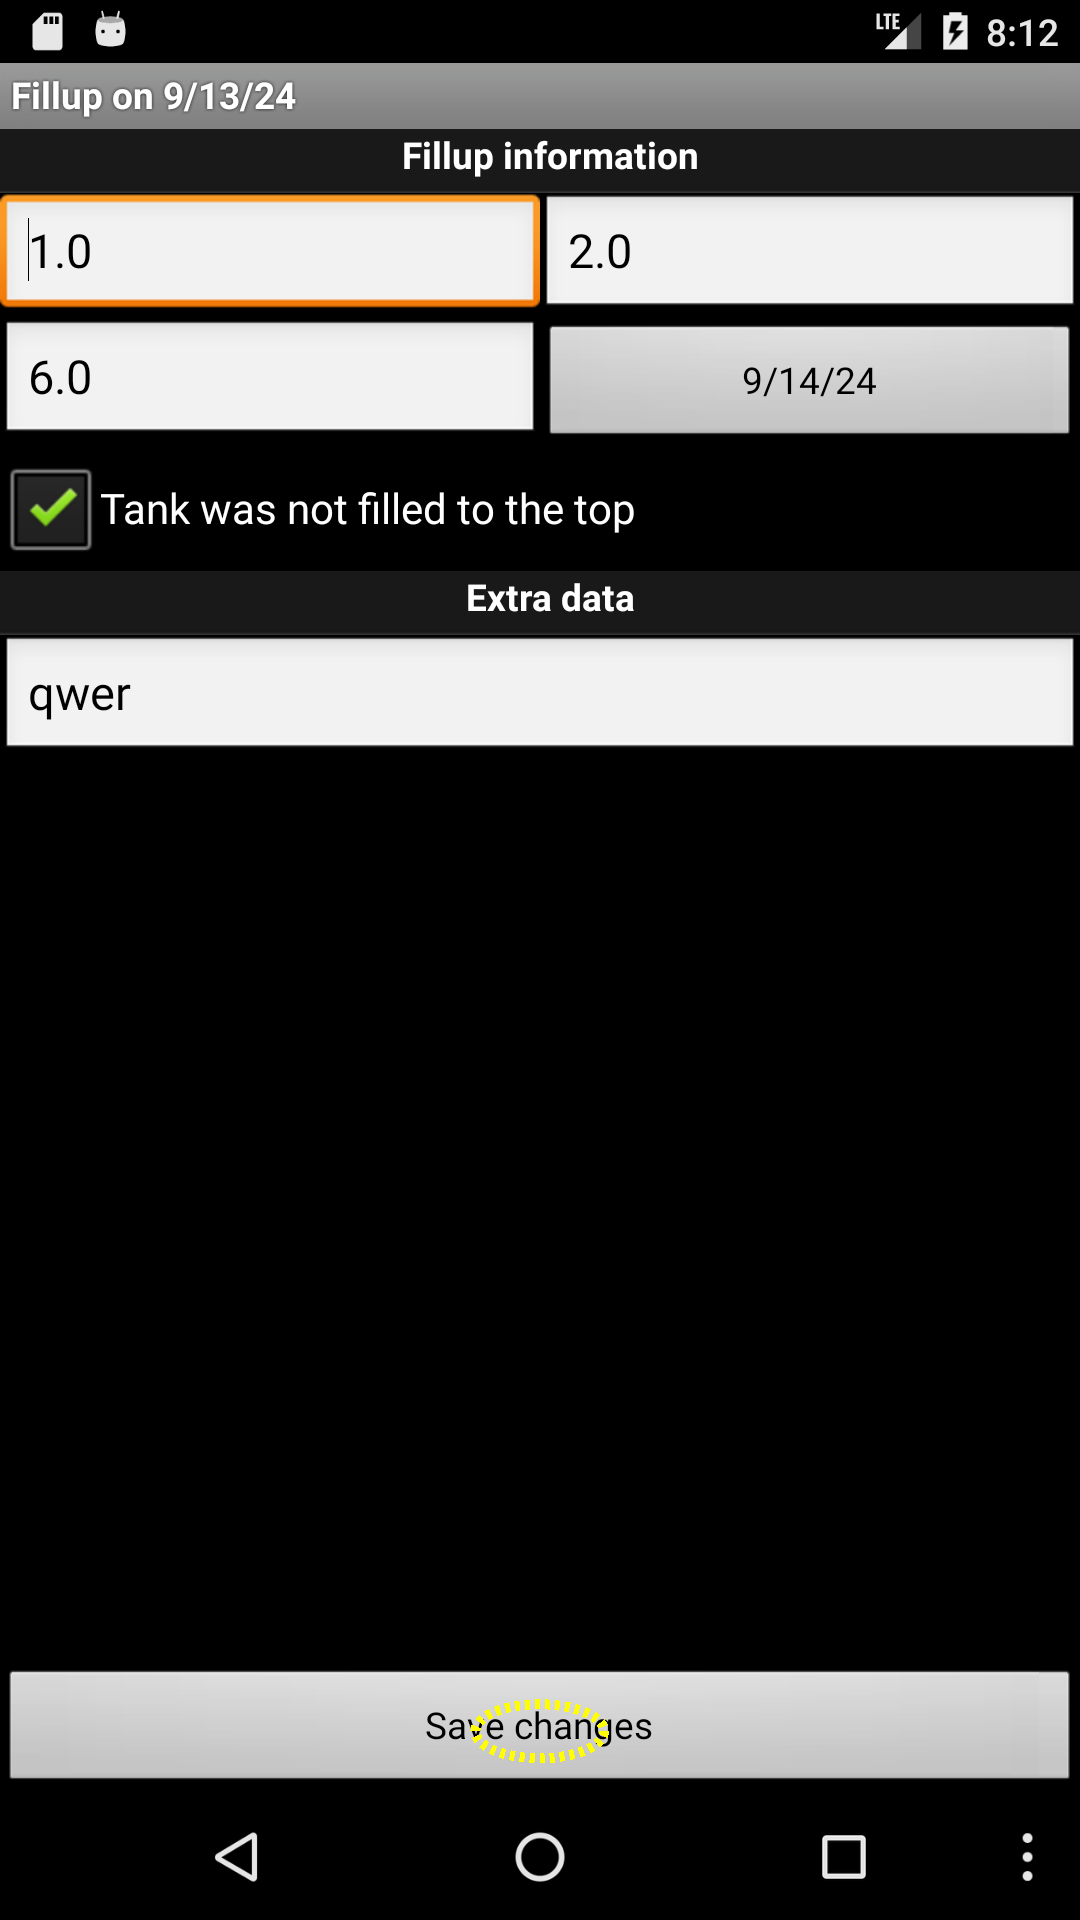 LTE 8:12
Fillup on 9/13/24
Fillup information
1.0 2.0
6.0 9/14/24
Tank was not filled to the top
Extra data
qwer
Save changes